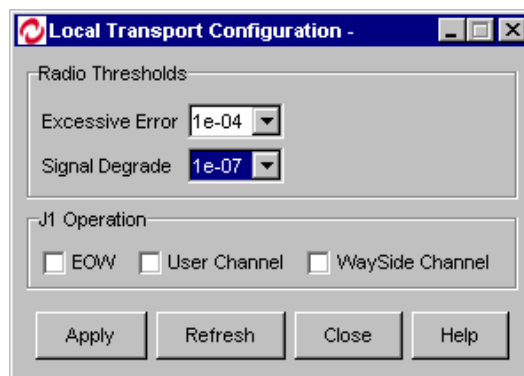 Local Transport Configuration -
Radio Thresholds
Excessive Error 1e-04
Signal Degrade 1e-07
J1 Operation
EOW User Channel WaySide Channel
Apply Refresh Close Help